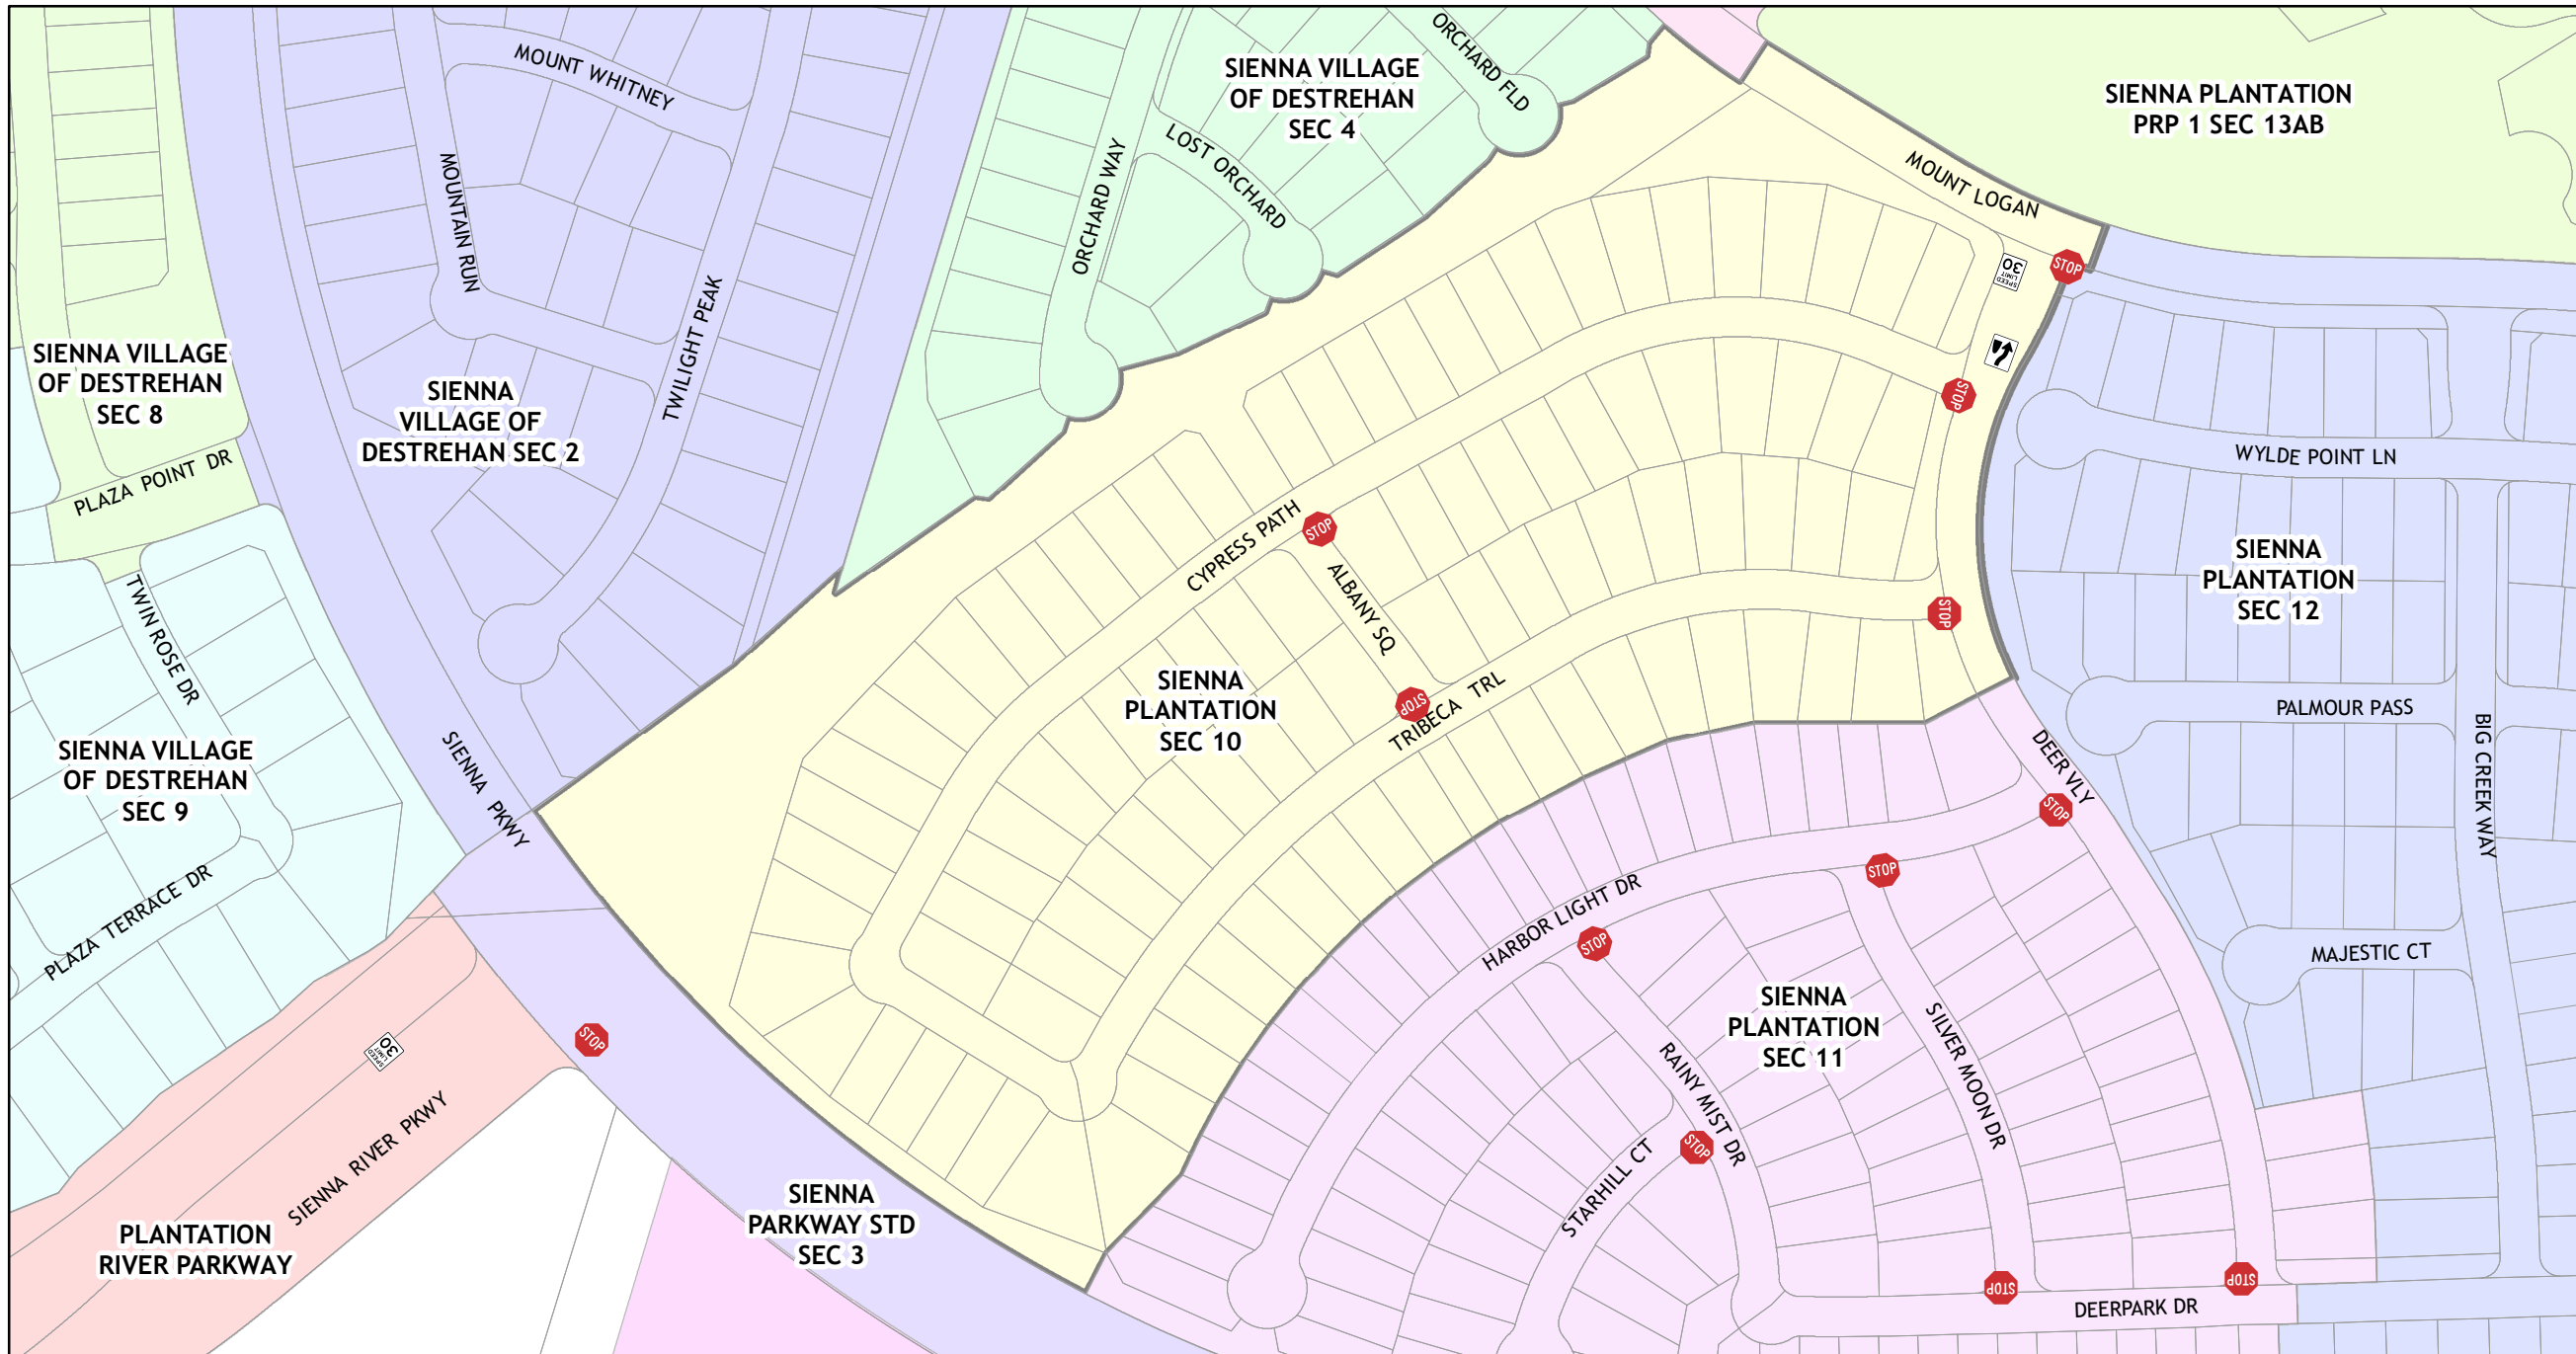 MOUNT WHITNEY
MOUNTAIN RUN
TWILIGHT PEAK
ORCHARD WAY
LOST ORCHARD
ORCHARD FLD
SIENNA VILLAGE
OF DESTREHAN
SEC 4
SIENNA PLANTATION
PRP 1 SEC 13AB
MOUNT LOGAN
SPEED
LIMIT
30
STOP
SIENNA VILLAGE
OF DESTREHAN
SEC 8
SIENNA
VILLAGE OF
DESTREHAN SEC 2
PLAZA POINT DR
STOP
WYLDE POINT LN
CYPRESS PATH
STOP
ALBANY SQ
SIENNA
PLANTATION
SEC 12
TWIN ROSE DR
STOP
SIENNA
PLANTATION
SEC 10
STOP
TRIBECA TRL
PALMOUR PASS
BIG CREEK WAY
DEER VLY
STOP
SIENNA VILLAGE
OF DESTREHAN
SEC 9
SIENNA PKWY
PLAZA TERRACE DR
HARBOR LIGHT DR
STOP
STOP
MAJESTIC CT
SIENNA
PLANTATION
SEC 11
SILVER MOON DR
RAINY MIST DR
STOP
STARHILL CT
STOP
SPEED
LIMIT
30
SIENNA RIVER PKWY
PLANTATION
RIVER PARKWAY
SIENNA
PARKWAY STD
SEC 3
STOP
STOP
DEERPARK DR